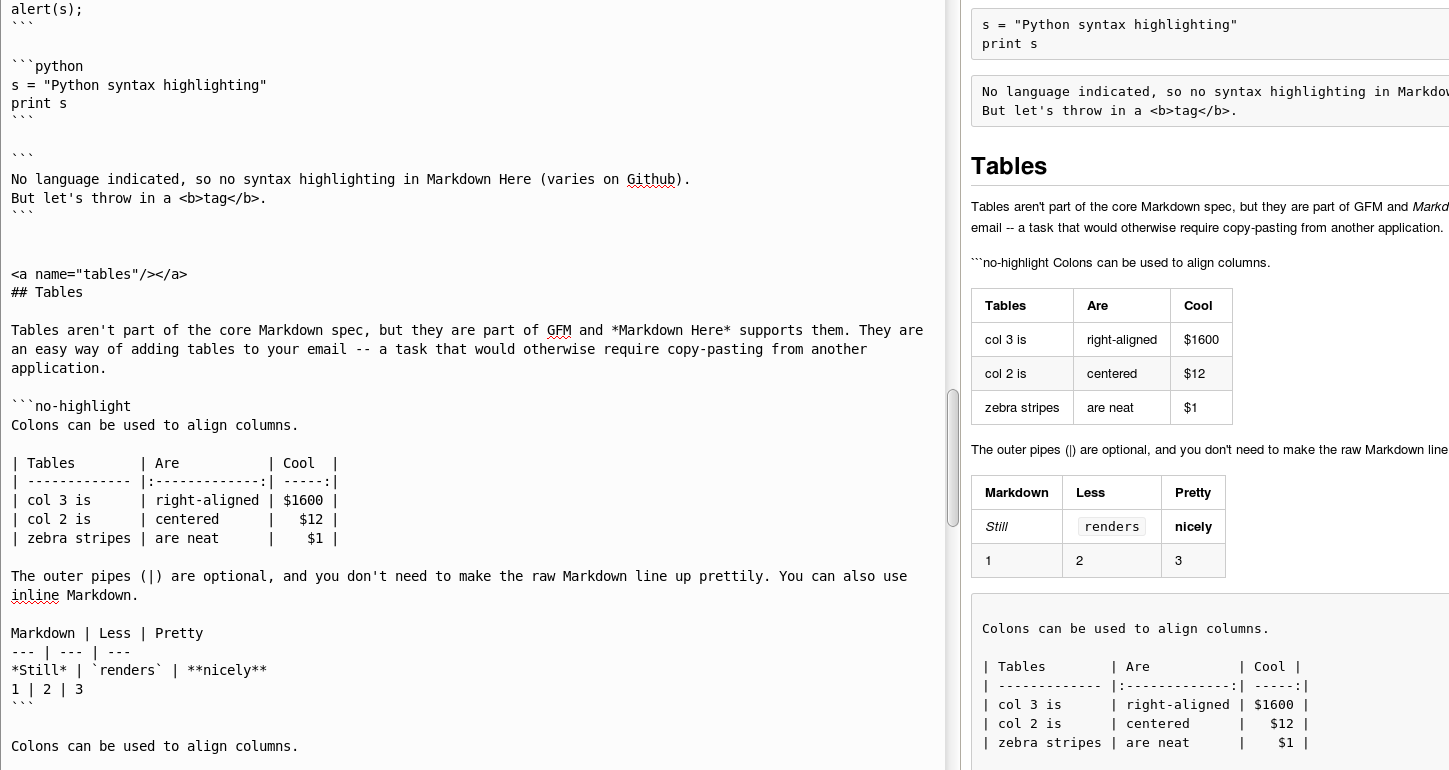 alert(s);
```
```python
s = "Python syntax highlighting"
print s
```
```
No language indicated, so no syntax highlighting in Markdown Here (varies on Github).
But let's throw in a <b>tag</b>.
```
<a name="tables"/></a>
## Tables
Tables aren't part of the core Markdown spec, but they are part of GFM and *Markdown Here* supports them. They are
an easy way of adding tables to your email -- a task that would otherwise require copy-pasting from another
application.
```no-highlight
Colons can be used to align columns.
| Tables        | Are           | Cool  |
| ------------- |:-------------:| -----:|
| col 3 is      | right-aligned | $1600 |
| col 2 is      | centered      |   $12 |
| zebra stripes | are neat      |    $1 |
The outer pipes (|) are optional, and you don't need to make the raw Markdown line up prettily. You can also use
inline Markdown.
Markdown | Less | Pretty
--- | --- | ---
*Still* | `renders` | **nicely**
1 | 2 | 3
```
Colons can be used to align columns.
s = "Python syntax highlighting"
print s
No language indicated, so no syntax highlighting in Markdow
But let's throw in a <b>tag</b>.
Tables
Tables aren't part of the core Markdown spec, but they are part of GFM and Markd
email -- a task that would otherwise require copy-pasting from another application.
```no-highlight Colons can be used to align columns.
Tables Are Cool
col 3 is right-aligned $1600
col 2 is centered $12
zebra stripes are neat $1
The outer pipes (|) are optional, and you don't need to make the raw Markdown line
Markdown Less Pretty
Still renders nicely
1 2 3
Colons can be used to align columns.
| Tables        | Are           | Cool |
| ------------- |:-------------:| -----:|
| col 3 is      | right-aligned | $1600 |
| col 2 is      | centered      |   $12 |
| zebra stripes | are neat      |    $1 |